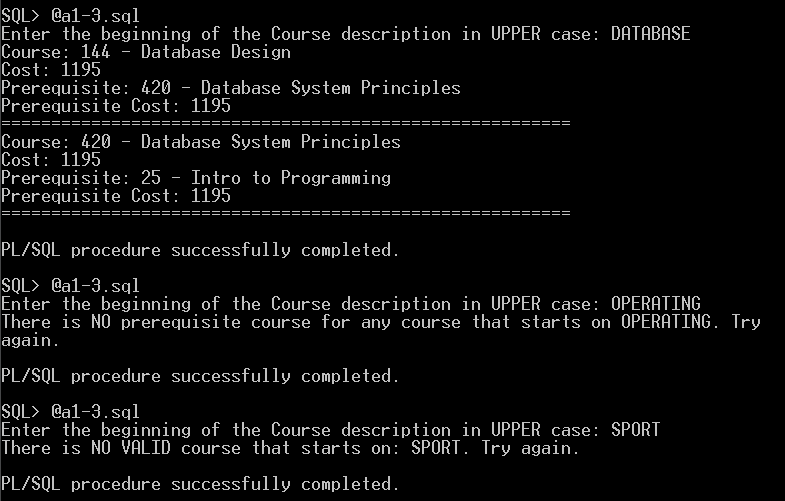 SQL> @a1-3.sql
Enter the beginning of the Course description in UPPER case: DATABASE
Course: 144 - Database Design
Cost: 1195
Prerequisite: 420 - Database System Principles
Prerequisite Cost: 1195
=========================================================
Course: 420 - Database System Principles
Cost: 1195
Prerequisite: 25 - Intro to Programming
Prerequisite Cost: 1195
=========================================================
PL/SQL procedure successfully completed.
SQL> @a1-3.sql
Enter the beginning of the Course description in UPPER case: OPERATING
There is NO prerequisite course for any course that starts on OPERATING. Try
again.
PL/SQL procedure successfully completed.
SQL> @a1-3.sql
Enter the beginning of the Course description in UPPER case: SPORT
There is NO VALID course that starts on: SPORT. Try again.
PL/SQL procedure successfully completed.